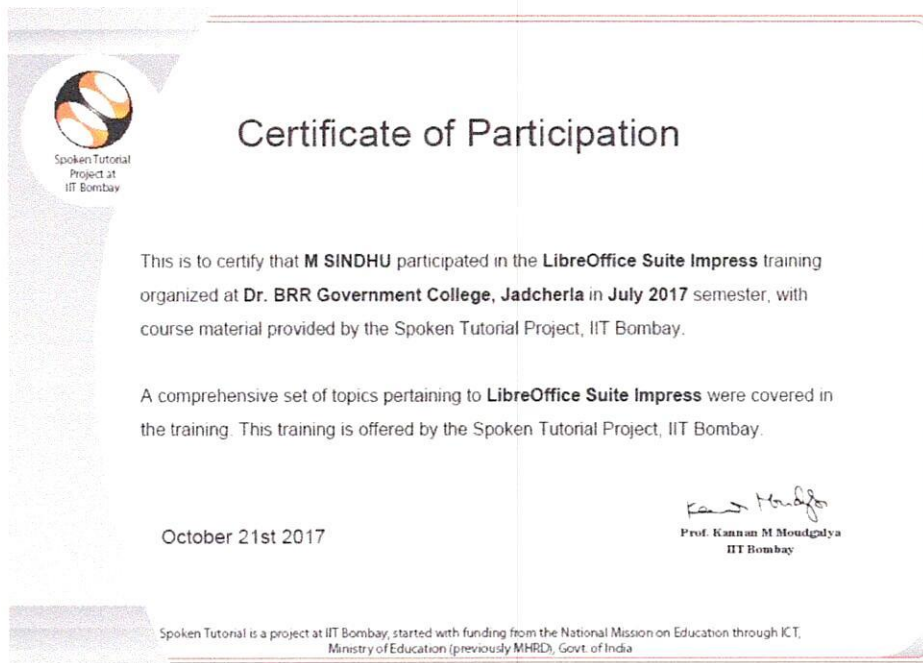 Spoken Tutorial
Project at
IIT Bombay
Certificate of Participation
This is to certify that M SINDHU participated in the LibreOffice Suite Impress training
organized at Dr. BRR Government College, Jadcherla in July 2017 semester, with
course material provided by the Spoken Tutorial Project, IIT Bombay.
A comprehensive set of topics pertaining to LibreOffice Suite Impress were covered in
the training. This training is offered by the Spoken Tutorial Project, IIT Bombay.
October 21st 2017
Prof. Kannan M Moudgalya
IIT Bombay
Spoken Tutorial is a project at IIT Bombay, started with funding from the National Mission on Education through ICT,
Ministry of Education (previously MHRD), Govt. of India